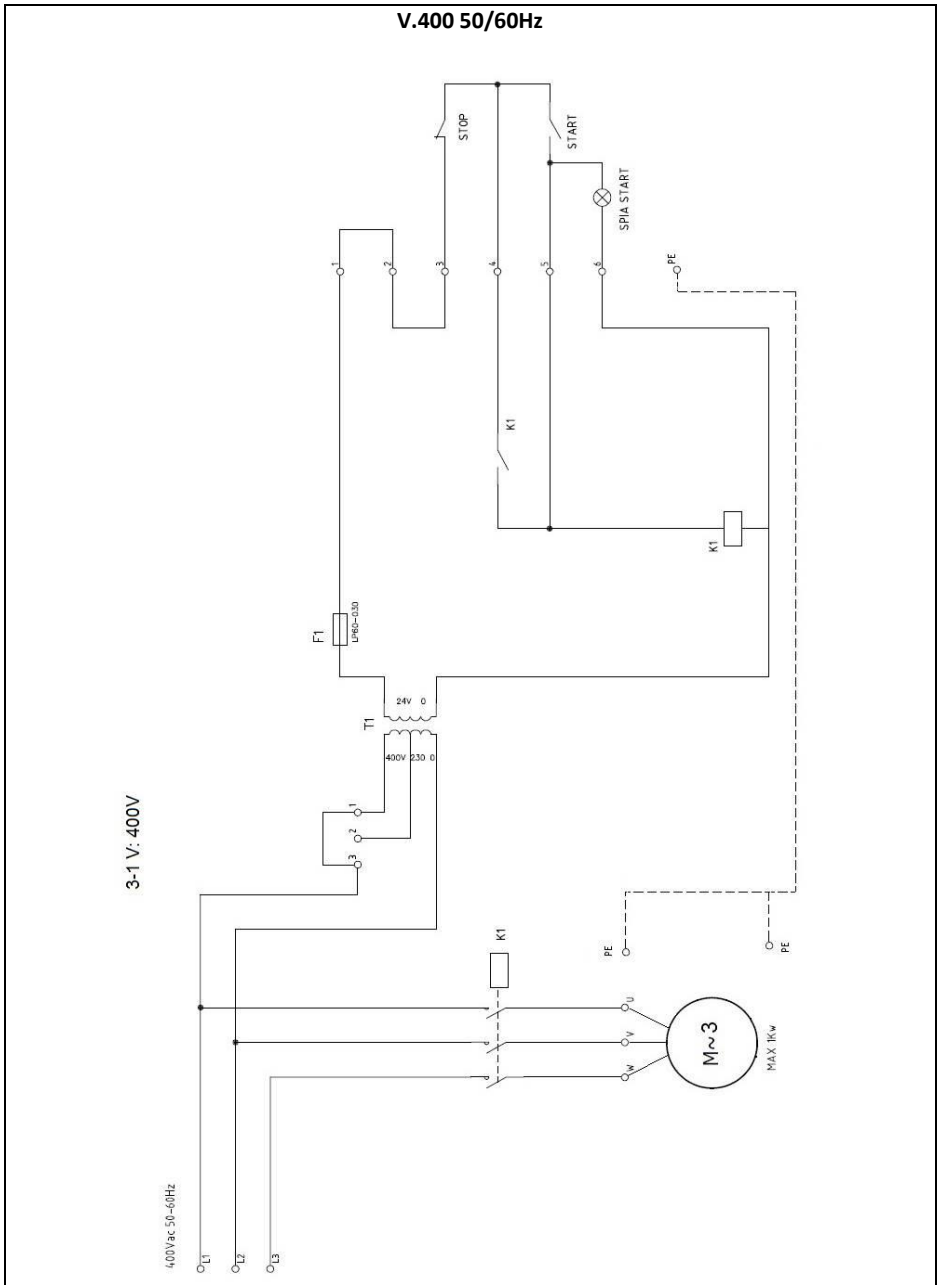 V.400 50/60Hz
STOP
START
SPIA START
1
2
3
4
5
6
PE
K1
K1
F1
LP60-030
T1
24V 0
400V 230 0
3-1 V: 400V
1
2
3
K1
PE
PE
U
V
W
M~3
MAX 1Kw
400Vac 50-60Hz
L1
L2
L3